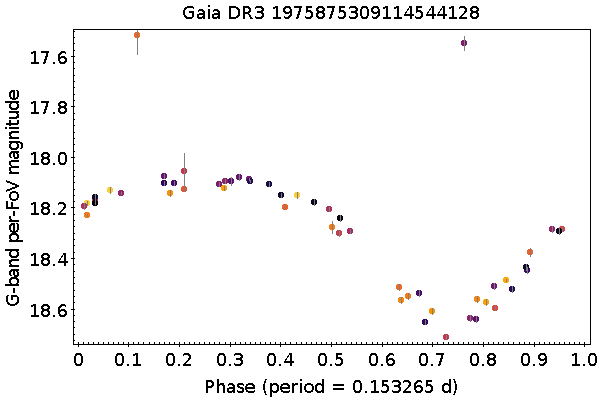 Gaia DR3 1975875309114544128
G-band per-FoV magnitude
17.6
17.8
18.0
18.2
18.4
18.6
0 0.1 0.2 0.3 0.4 0.5 0.6 0.7 0.8 0.9 1.0
Phase (period = 0.153265 d)